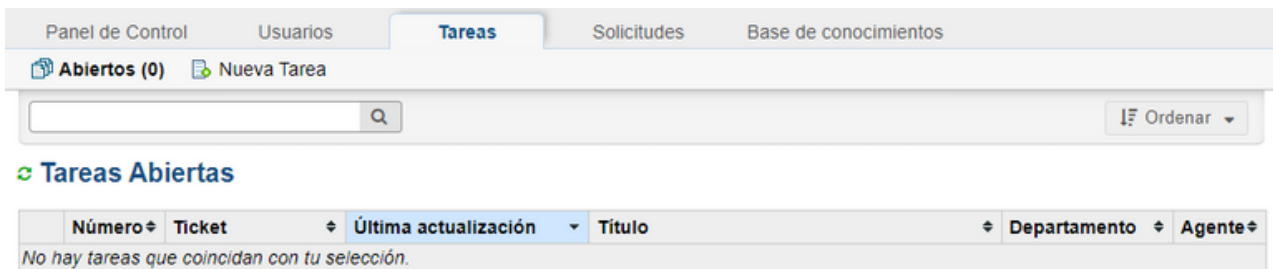 Panel de Control Usuarios Tareas Solicitudes Base de conocimientos
Abiertos (0) Nueva Tarea
Ordenar
Tareas Abiertas
Número Ticket Última actualización Título Departamento Agente
No hay tareas que coincidan con tu selección.